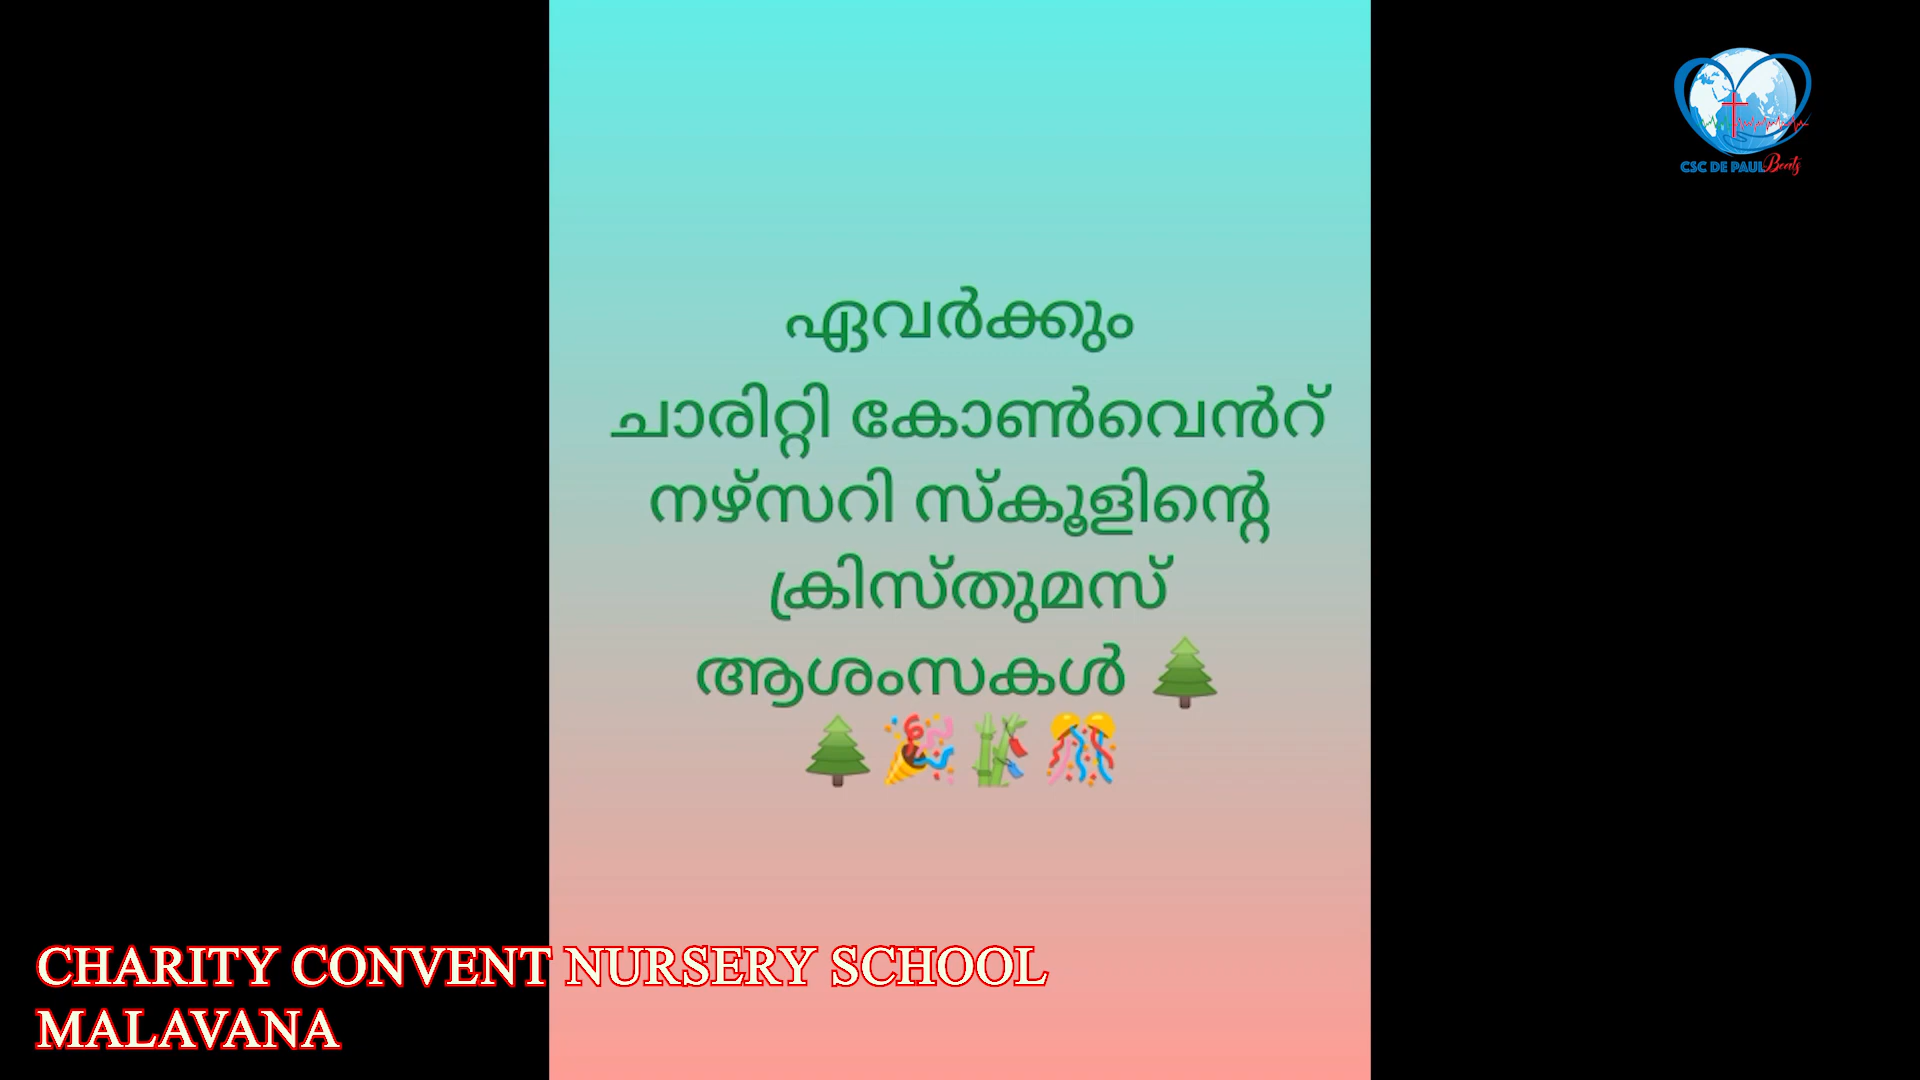 ഏവർക്കും
ചാരിറ്റി കോൺവെൻറ്
നഴ്സറി സ്കൂളിന്റെ
ക്രിസ്തുമസ്
ആശംസകൾ 🌲
🌲🎉🎋🎊
CSC DE PAUL Beats
CHARITY CONVENT NURSERY SCHOOL
MALAVANA